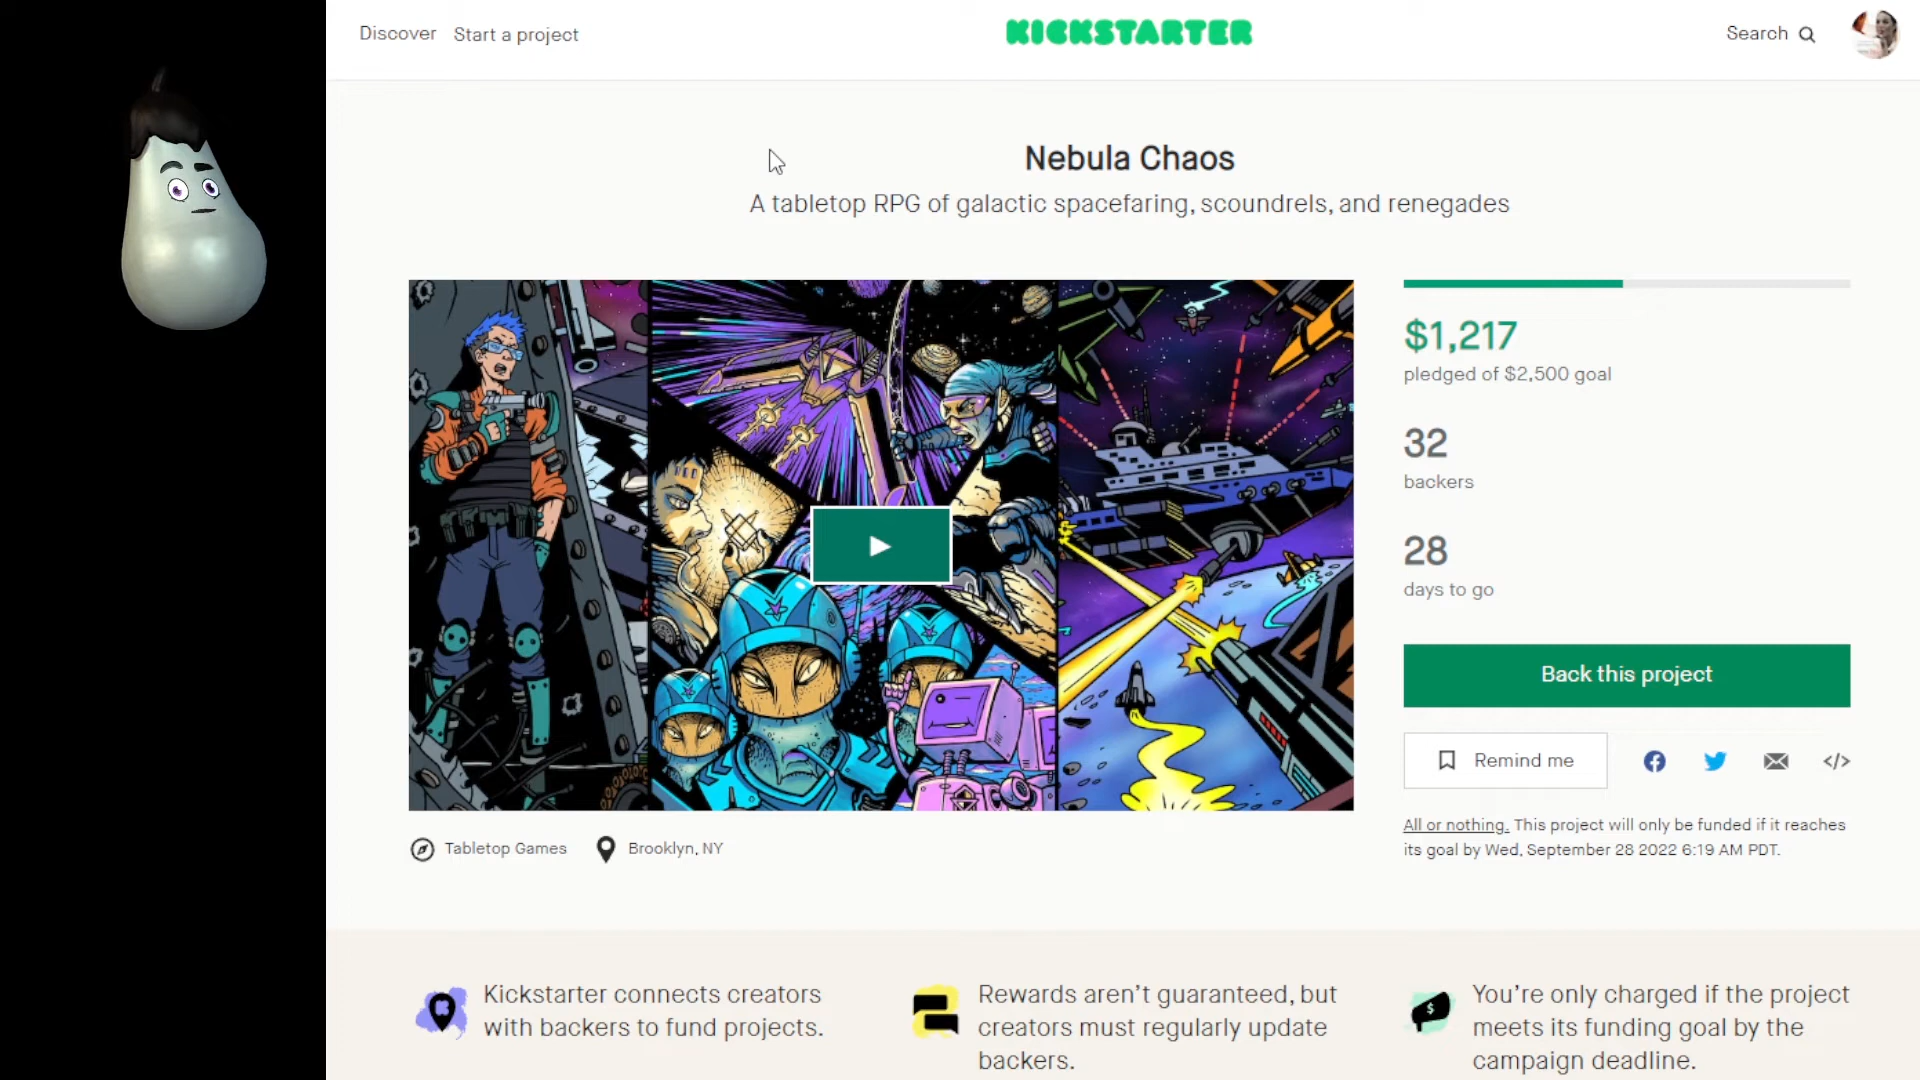 Discover Start a project KICKSTARTER Search
Nebula Chaos
A tabletop RPG of galactic spacefaring, scoundrels, and renegades
$1,217
pledged of $2,500 goal
32
backers
28
days to go
Back this project
Remind me
All or nothing. This project will only be funded if it reaches
its goal by Wed, September 28 2022 6:19 AM PDT.
Tabletop Games Brooklyn, NY
Kickstarter connects creators
with backers to fund projects.
Rewards aren’t guaranteed, but
creators must regularly update
backers.
You’re only charged if the project
meets its funding goal by the
campaign deadline.